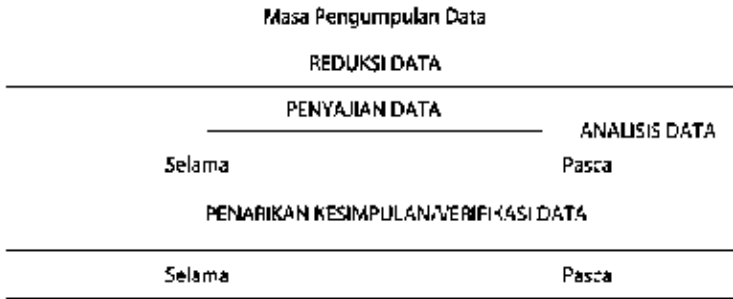 Masa Pengumpulan Data
REDUKSI DATA
PENYAJIAN DATA
ANALISIS DATA
Selama Pasca
PENARIKAN KESIMPULAN/VERIFIKASI DATA
Selama Pasca